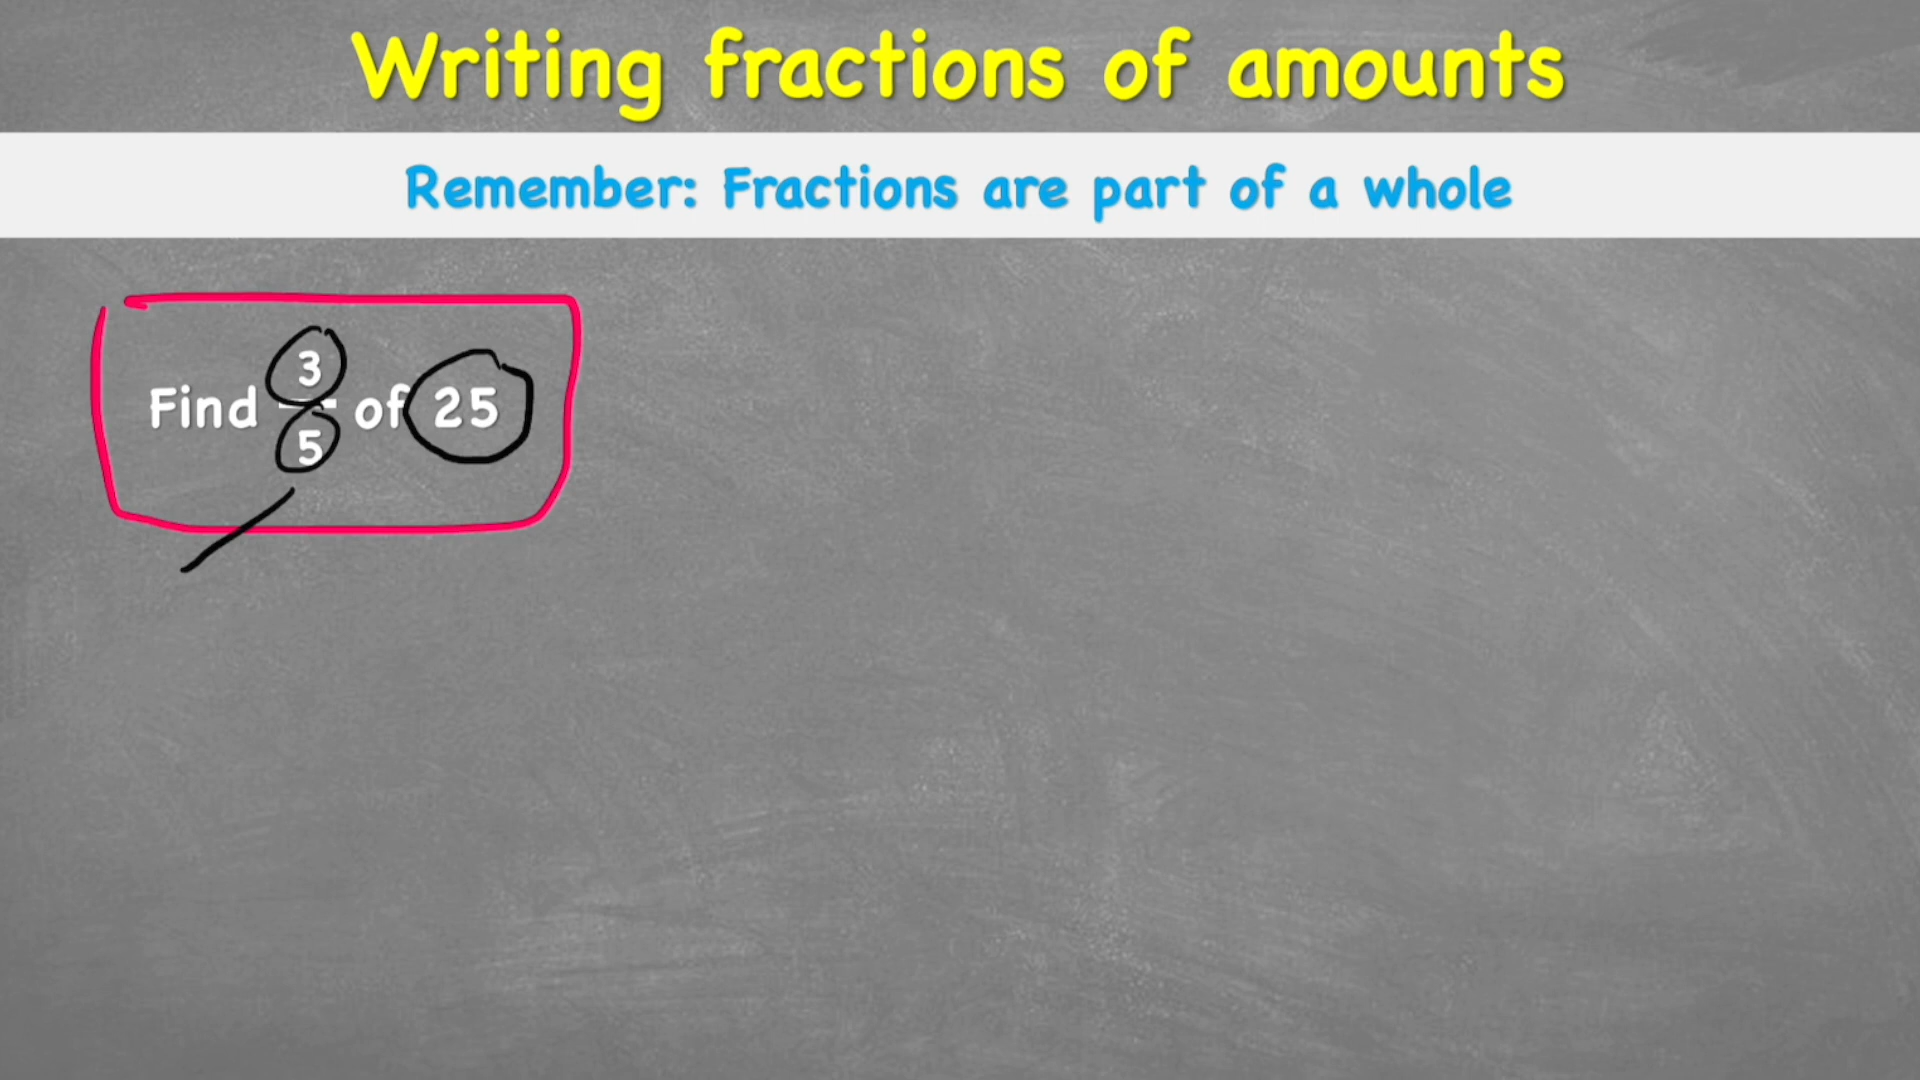 Writing fractions of amounts
Remember: Fractions are part of a whole
Find 3/5 of 25